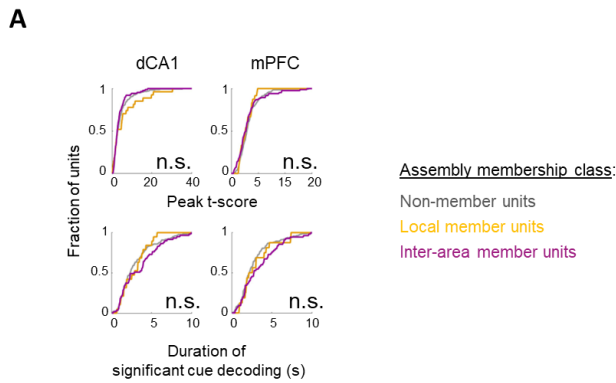 A
dCA1
mPFC
Fraction of units
1
0.5
0
n.s.
0 20 40
1
0.5
0
n.s.
0 5 15 20
Peak t-score
1
0.5
0
n.s.
0 5 10
1
0.5
0
n.s.
0 5 10
Duration of
significant cue decoding (s)
Assembly membership class:
Non-member units
Local member units
Inter-area member units